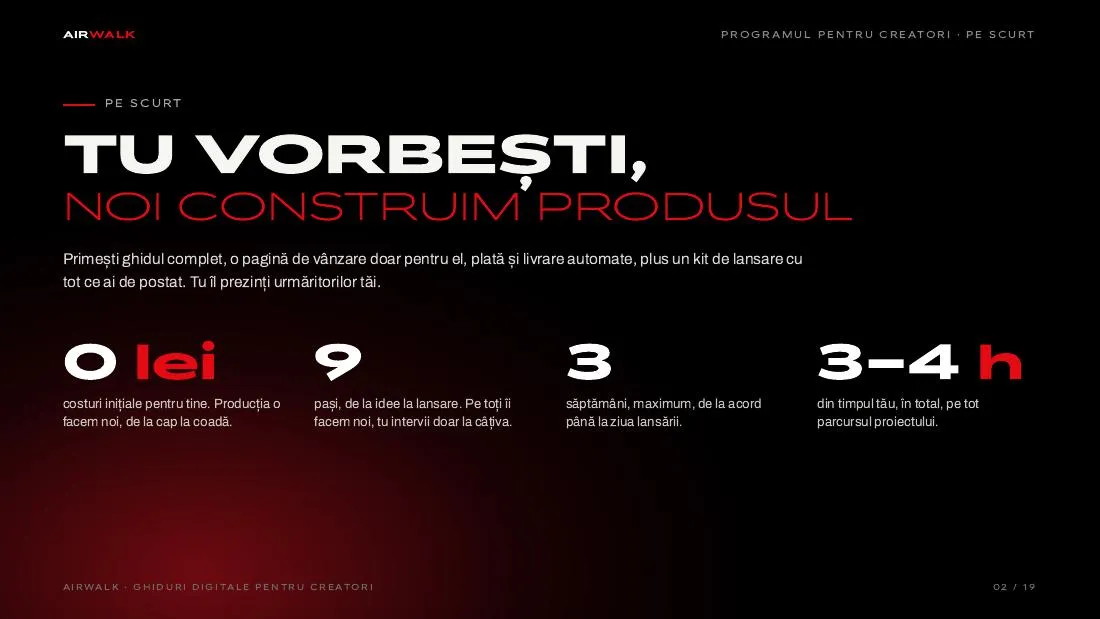 AIRWALK
PROGRAMUL PENTRU CREATORI · PE SCURT
PE SCURT
TU VORBEȘTI,
NOI CONSTRUIM PRODUSUL
Primești ghidul complet, o pagină de vânzare doar pentru el, plată și livrare automate, plus un kit de lansare cu
tot ce ai de postat. Tu îl prezinți urmăritorilor tăi.
0 lei
costuri inițiale pentru tine. Producția o
facem noi, de la cap la coadă.
9
pași, de la idee la lansare. Pe toți îi
facem noi, tu intervii doar la câțiva.
3
săptămâni, maximum, de la acord
până la ziua lansării.
3–4 h
din timpul tău, în total, pe tot
parcursul proiectului.
AIRWALK · GHIDURI DIGITALE PENTRU CREATORI
02 / 19